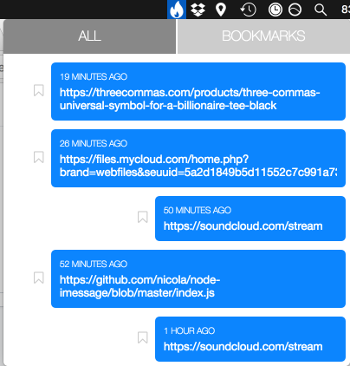 83
ALL
BOOKMARKS
19 MINUTES AGO
https://threecommas.com/products/three-commas-
universal-symbol-for-a-billionaire-tee-black
26 MINUTES AGO
https://files.mycloud.com/home.php?
brand=webfiles&seuuid=5a2d1849b5d11552c7c991a73
50 MINUTES AGO
https://soundcloud.com/stream
52 MINUTES AGO
https://github.com/nicola/node-
imessage/blob/master/index.js
1 HOUR AGO
https://soundcloud.com/stream